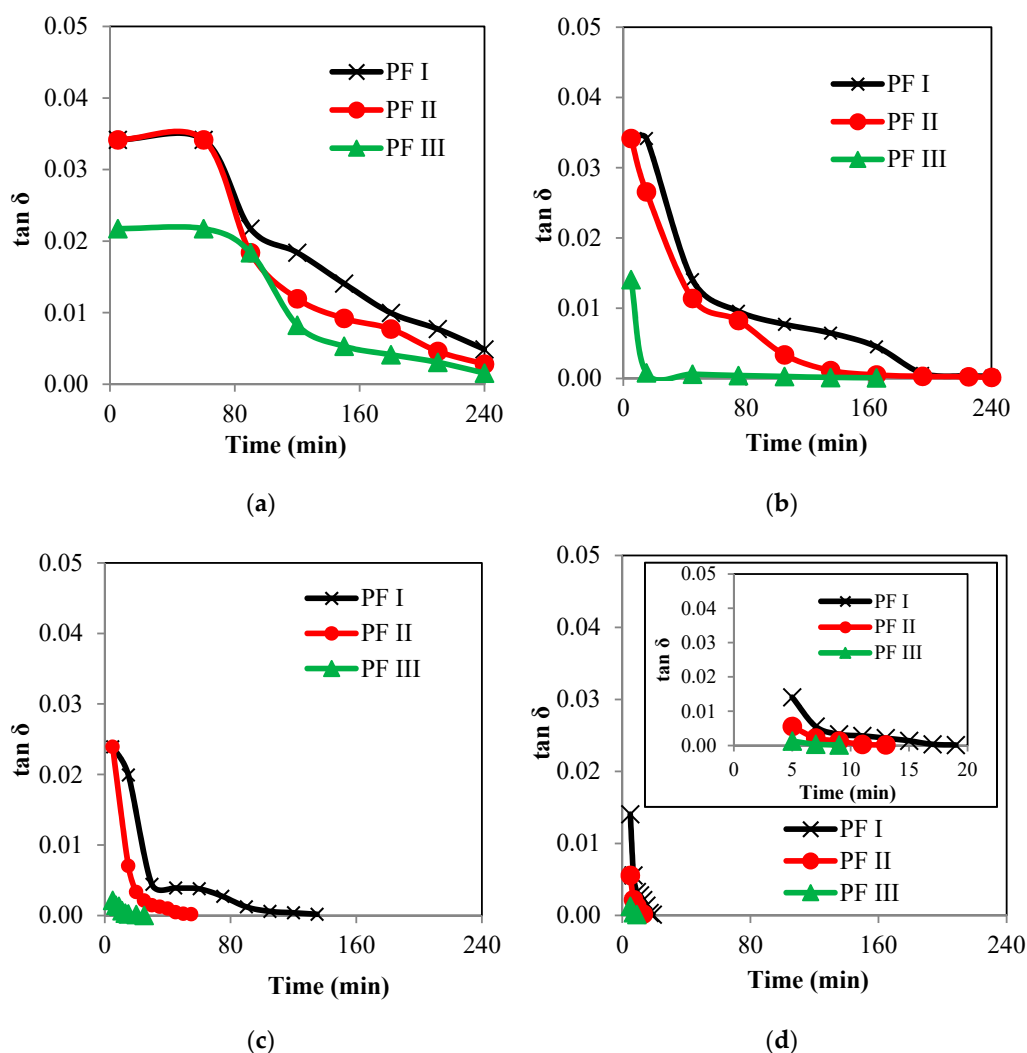 0.05
0.04
0.03
0.02
0.01
0.00
tan δ
PF I
PF II
PF III
0 80 160 240
Time (min)
(a)
0.05
0.04
0.03
0.02
0.01
0.00
tan δ
PF I
PF II
PF III
0 80 160 240
Time (min)
(b)
0.05
0.04
0.03
0.02
0.01
0.00
tan δ
PF I
PF II
PF III
0 80 160 240
Time (min)
(c)
0.05
0.04
0.03
0.02
0.01
0.00
tan δ
0.05
0.04
0.03
0.02
0.01
0.00
tan δ
PF I
PF II
PF III
0 5 10 15 20
Time (min)
PF I
PF II
PF III
0 80 160 240
Time (min)
(d)